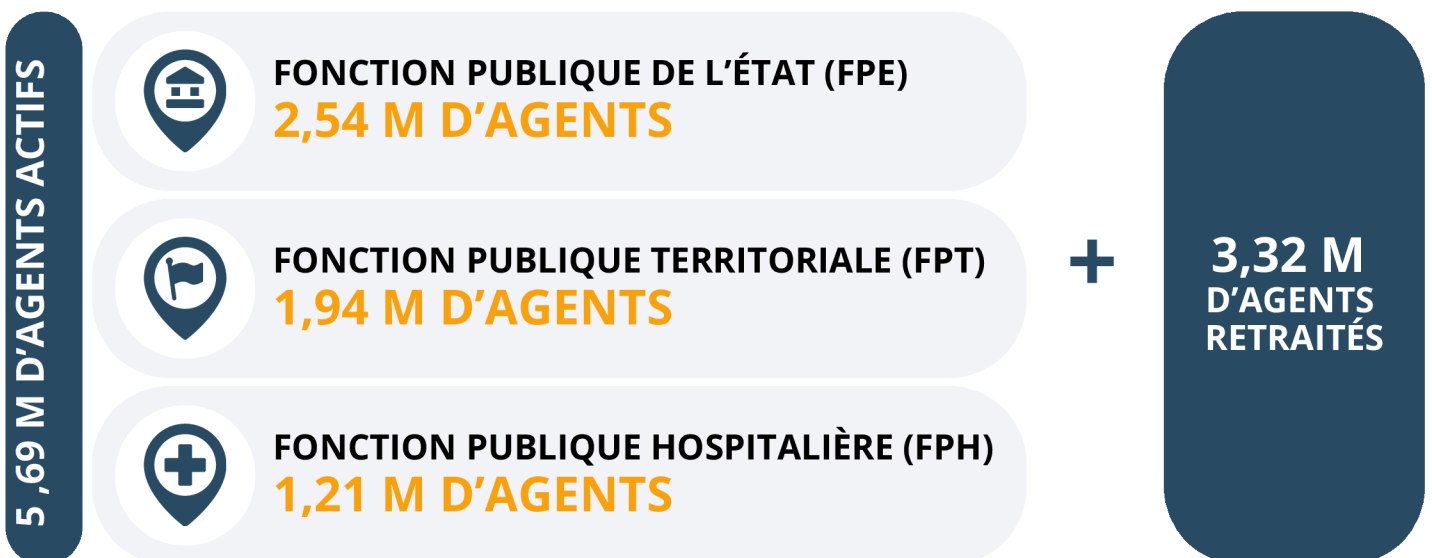 5 ,69 M D’AGENTS ACTIFS
FONCTION PUBLIQUE DE L’ÉTAT (FPE)
2,54 M D’AGENTS
FONCTION PUBLIQUE TERRITORIALE (FPT)
1,94 M D’AGENTS
FONCTION PUBLIQUE HOSPITALIÈRE (FPH)
1,21 M D’AGENTS
+
3,32 M
D’AGENTS
RETRAITÉS